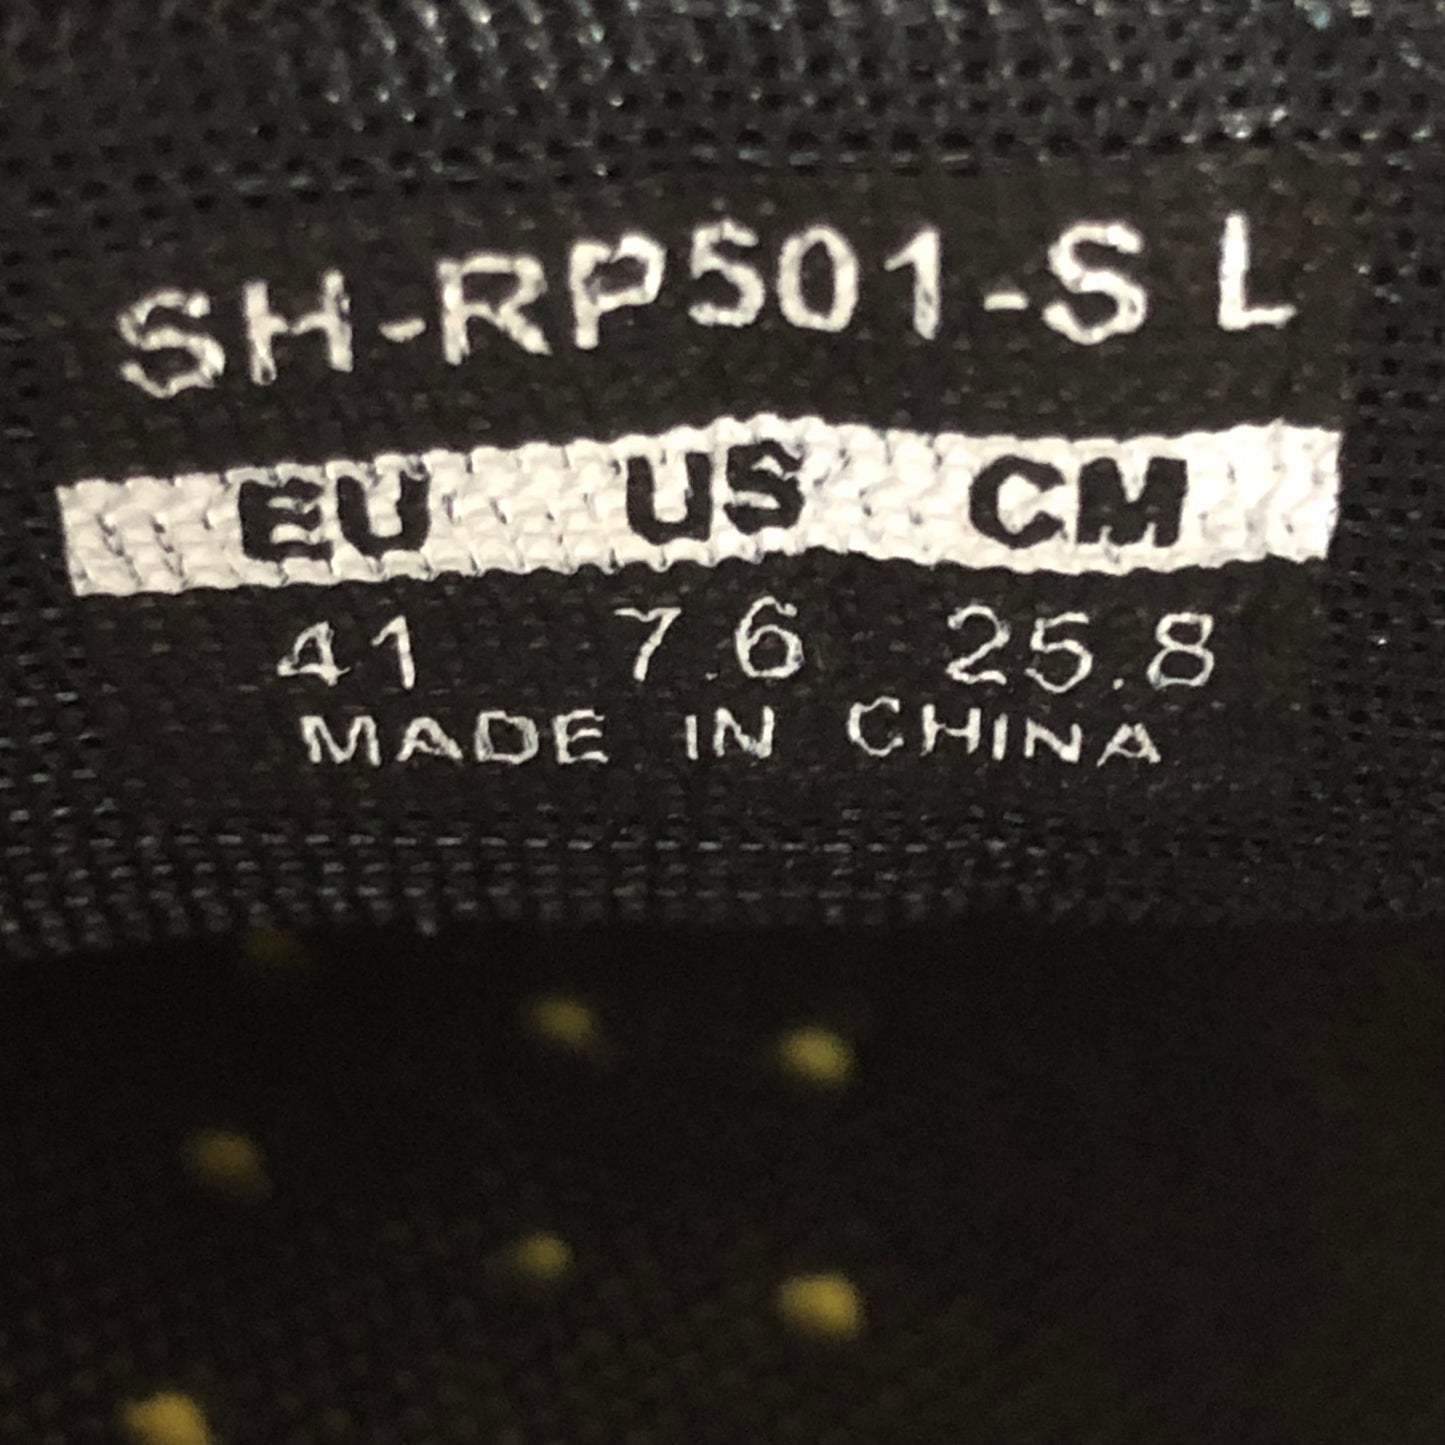 SH-RP501-S L
EU US CM
41 7.6 25.8
MADE IN CHINA